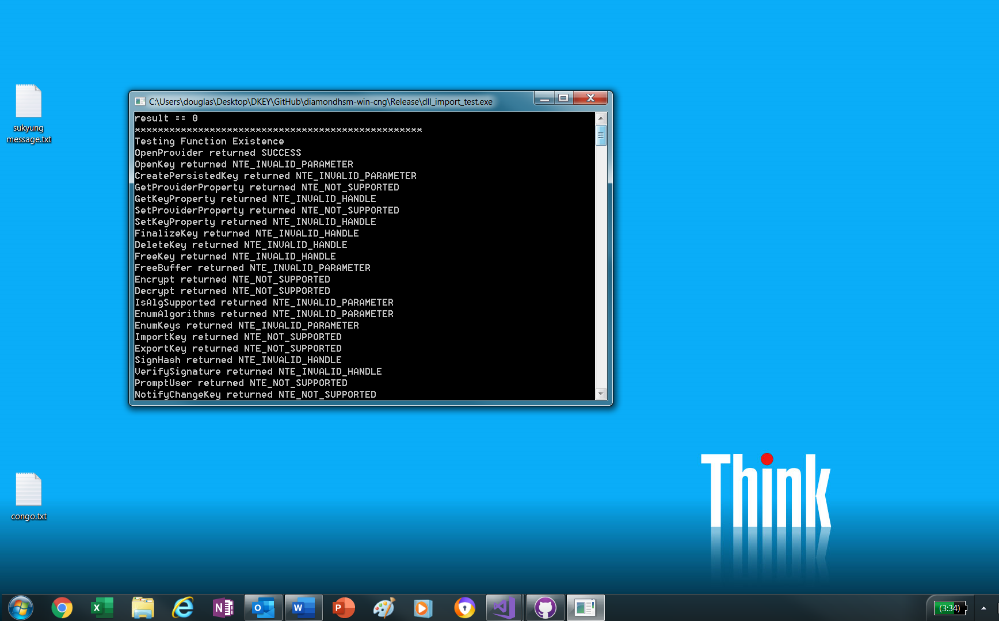 sukyung
message.txt
C:\Users\douglas\Desktop\DKEY\GitHub\diamondhsm-win-cng\Release\dll_import_test.exe
result == 0
**************************************************
Testing Function Existence
OpenProvider returned SUCCESS
OpenKey returned NTE_INVALID_PARAMETER
CreatePersistedKey returned NTE_INVALID_PARAMETER
GetProviderProperty returned NTE_NOT_SUPPORTED
GetKeyProperty returned NTE_INVALID_HANDLE
SetProviderProperty returned NTE_NOT_SUPPORTED
SetKeyProperty returned NTE_INVALID_HANDLE
FinalizeKey returned NTE_INVALID_HANDLE
DeleteKey returned NTE_INVALID_HANDLE
FreeKey returned NTE_INVALID_HANDLE
FreeBuffer returned NTE_INVALID_PARAMETER
Encrypt returned NTE_NOT_SUPPORTED
Decrypt returned NTE_NOT_SUPPORTED
IsAlgSupported returned NTE_INVALID_PARAMETER
EnumAlgorithms returned NTE_INVALID_PARAMETER
EnumKeys returned NTE_INVALID_PARAMETER
ImportKey returned NTE_NOT_SUPPORTED
ExportKey returned NTE_NOT_SUPPORTED
SignHash returned NTE_INVALID_HANDLE
VerifySignature returned NTE_INVALID_HANDLE
PromptUser returned NTE_NOT_SUPPORTED
NotifyChangeKey returned NTE_NOT_SUPPORTED
Think
congo.txt
(3:34)